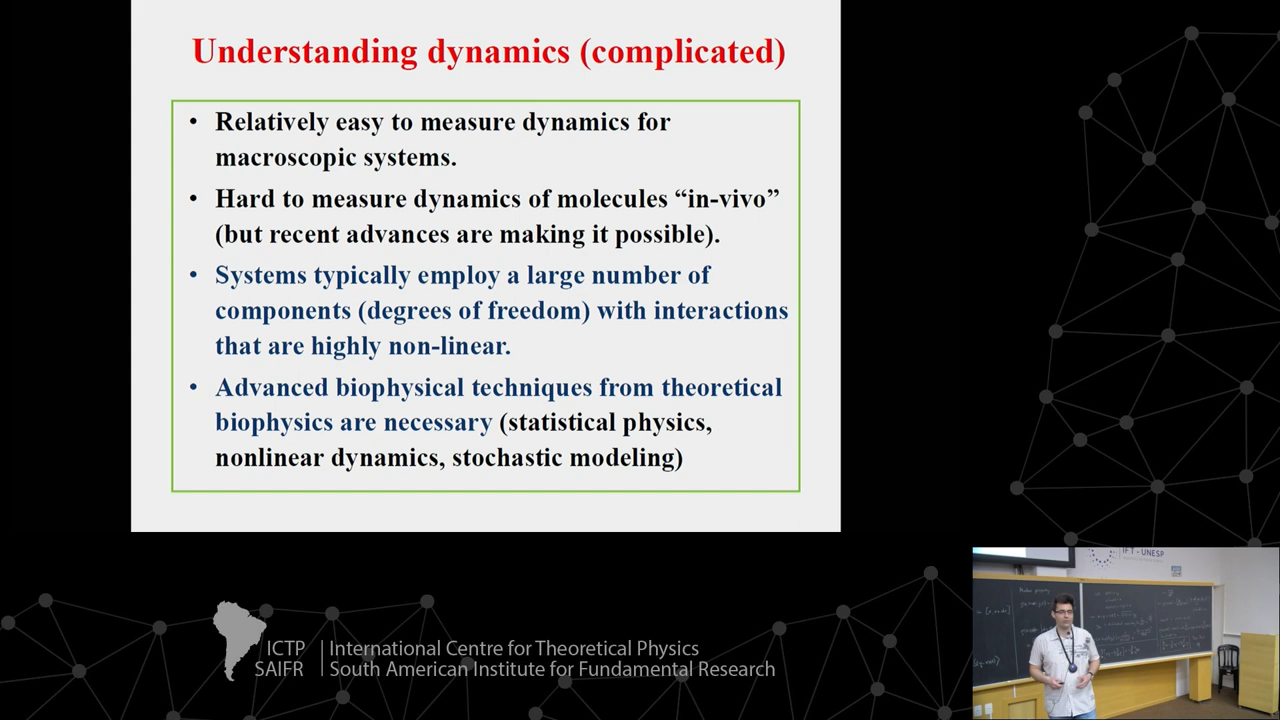 Understanding dynamics (complicated)
• Relatively easy to measure dynamics for
macroscopic systems.
• Hard to measure dynamics of molecules “in-vivo”
(but recent advances are making it possible).
• Systems typically employ a large number of
components (degrees of freedom) with interactions
that are highly non-linear.
• Advanced biophysical techniques from theoretical
biophysics are necessary (statistical physics,
nonlinear dynamics, stochastic modeling)
IFT - UNESP
ICTP
SAIFR
International Centre for Theoretical Physics
South American Institute for Fundamental Research